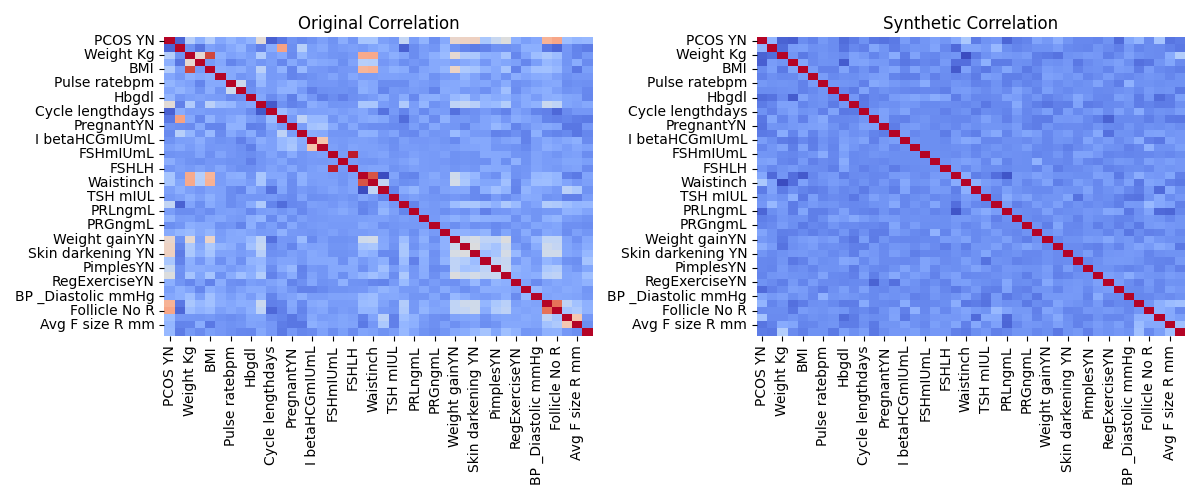 Original Correlation
PCOS YN
Weight Kg
BMI
Pulse ratebpm
Hbgdl
Cycle lengthdays
PregnantYN
I betaHCGmIUmL
FSHmIUmL
FSHLH
Waistinch
TSH mIUL
PRLngmL
PRGngmL
Weight gainYN
Skin darkening YN
PimplesYN
RegExerciseYN
BP _Diastolic mmHg
Follicle No R
Avg F size R mm
PCOS YN
Weight Kg
BMI
Pulse ratebpm
Hbgdl
Cycle lengthdays
PregnantYN
I betaHCGmIUmL
FSHmIUmL
FSHLH
Waistinch
TSH mIUL
PRLngmL
PRGngmL
Weight gainYN
Skin darkening YN
PimplesYN
RegExerciseYN
BP _Diastolic mmHg
Follicle No R
Avg F size R mm
Synthetic Correlation
PCOS YN
Weight Kg
BMI
Pulse ratebpm
Hbgdl
Cycle lengthdays
PregnantYN
I betaHCGmIUmL
FSHmIUmL
FSHLH
Waistinch
TSH mIUL
PRLngmL
PRGngmL
Weight gainYN
Skin darkening YN
PimplesYN
RegExerciseYN
BP _Diastolic mmHg
Follicle No R
Avg F size R mm
PCOS YN
Weight Kg
BMI
Pulse ratebpm
Hbgdl
Cycle lengthdays
PregnantYN
I betaHCGmIUmL
FSHmIUmL
FSHLH
Waistinch
TSH mIUL
PRLngmL
PRGngmL
Weight gainYN
Skin darkening YN
PimplesYN
RegExerciseYN
BP _Diastolic mmHg
Follicle No R
Avg F size R mm